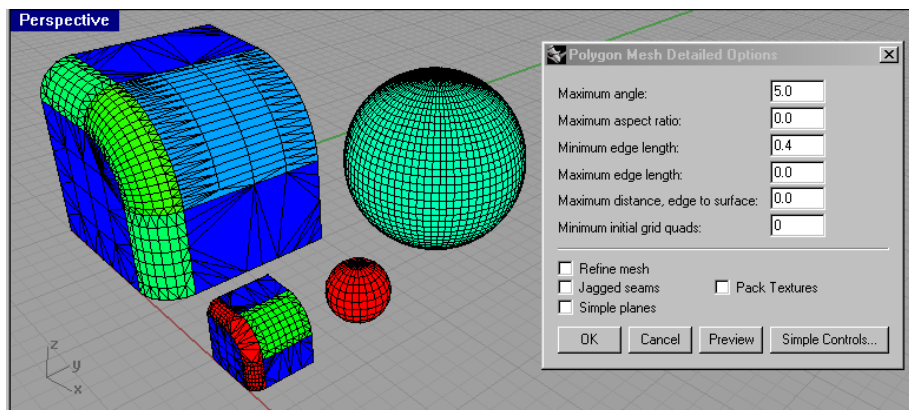 Perspective
Polygon Mesh Detailed Options
Maximum angle: 5.0
Maximum aspect ratio: 0.0
Minimum edge length: 0.4
Maximum edge length: 0.0
Maximum distance, edge to surface: 0.0
Minimum initial grid quads: 0
Refine mesh
Jagged seams Pack Textures
Simple planes
OK Cancel Preview Simple Controls...
z
y
x